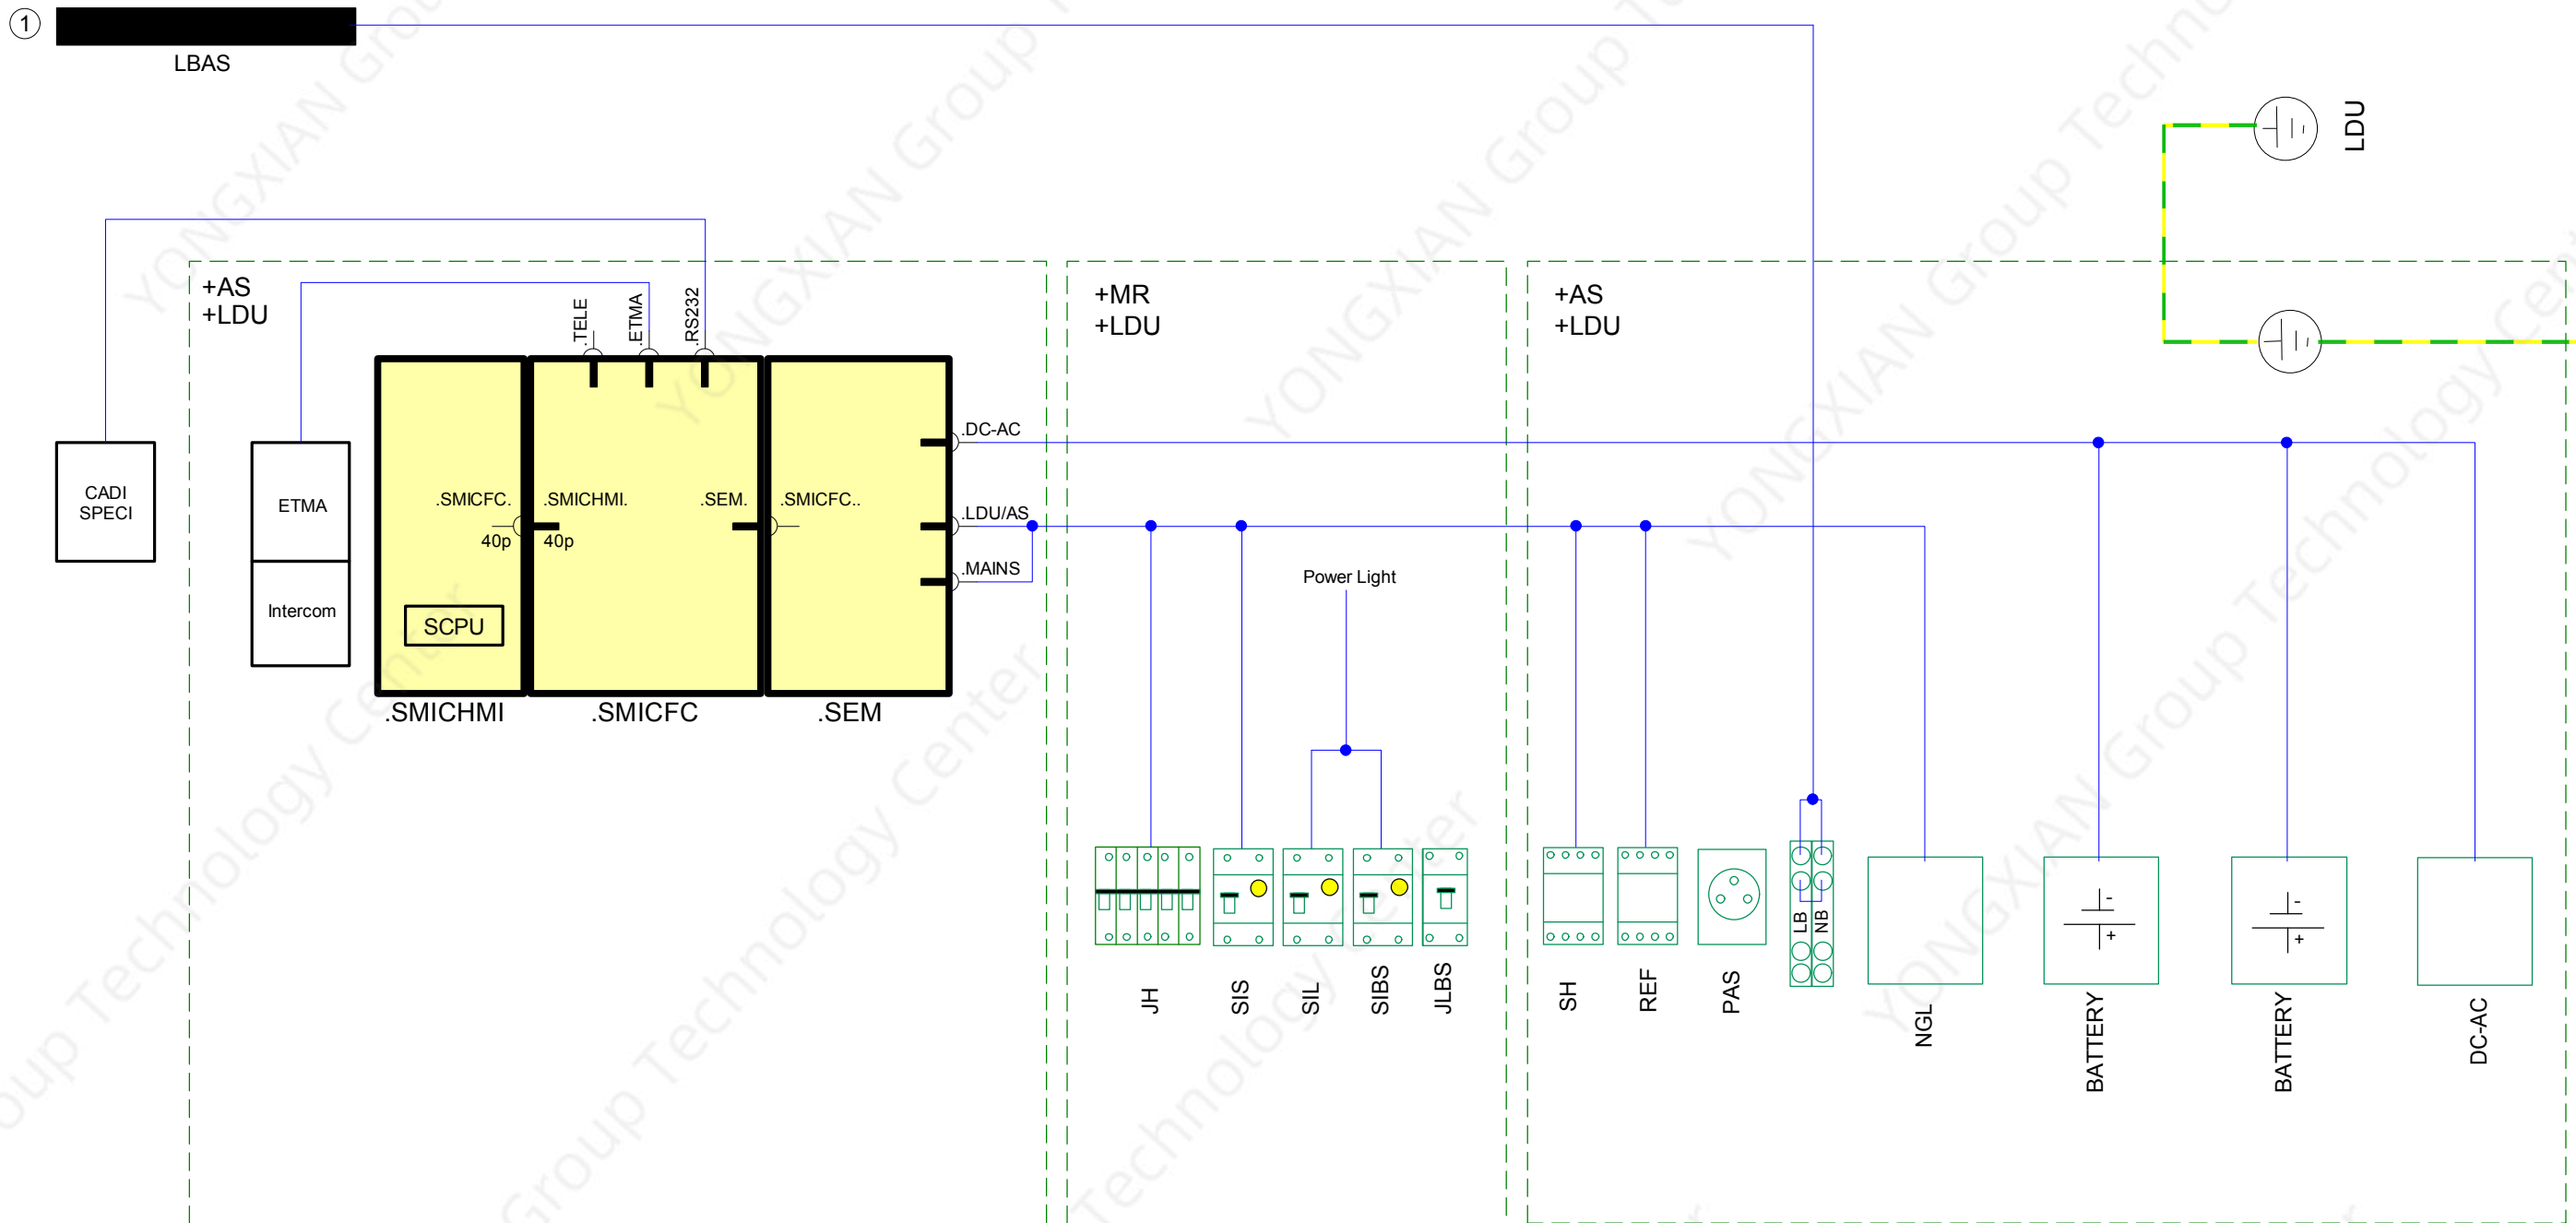 1
LBAS
LDU
+AS
+LDU
+MR
+LDU
+AS
+LDU
.TELE
.ETMA
.RS232
.DC-AC
CADI
SPECI
ETMA
Intercom
.SMICFC.
.SMICHMI.
.SEM.
.SMICFC..
40p
40p
.LDU/AS
.MAINS
Power Light
SCPU
.SMICHMI
.SMICFC
.SEM
LB
NB
-
+
-
+
JH
SIS
SIL
SIBS
JLBS
SH
REF
PAS
NGL
BATTERY
BATTERY
DC-AC
YONGXIAN Group Technology Center